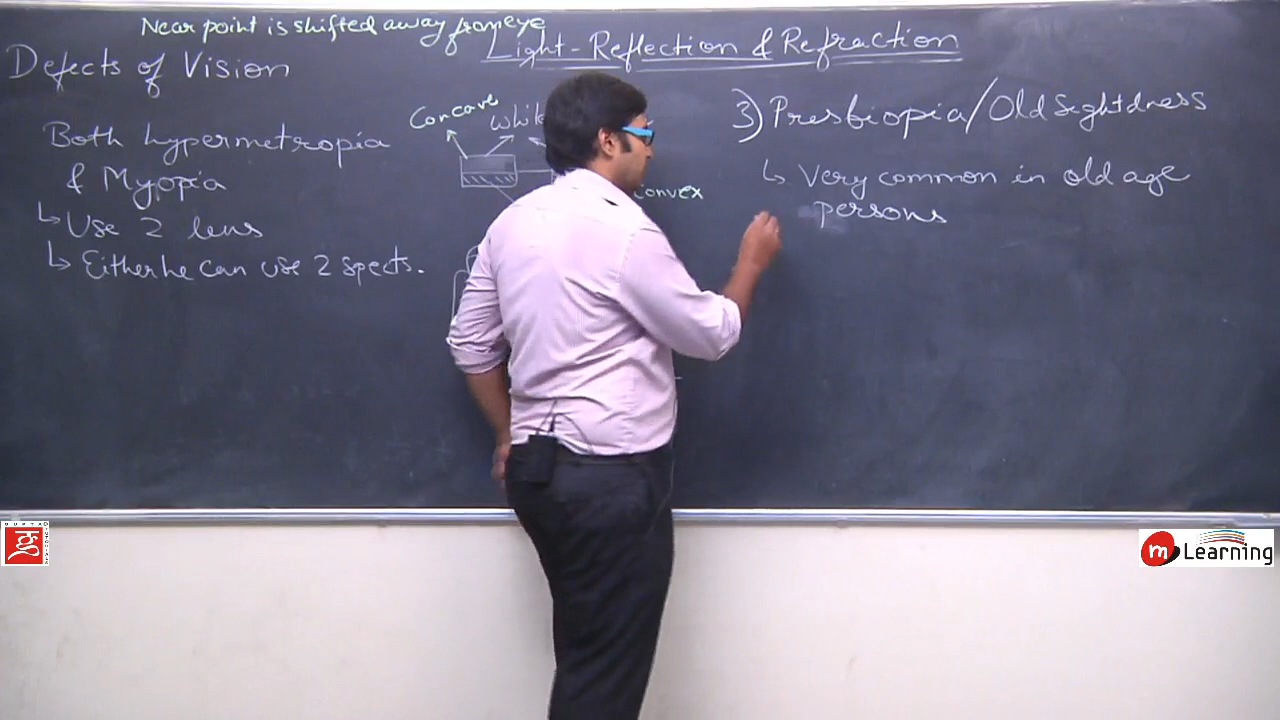 Near point is shifted away from eye
Light-Reflection & Refraction
Defects of Vision
Both hypermetropia
& Myopia
↳ Use 2 lens
↳ Either he can use 2 spects.
Concave
whit
Convex
3) Presbiopia/Old Sightdness
↳ Very common in old age
persons
GUPTA
m Learning